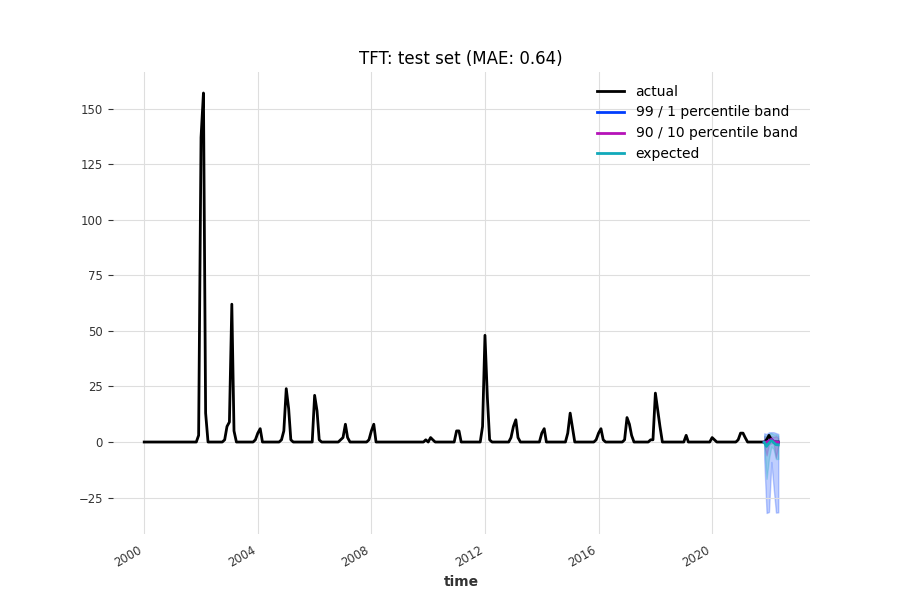 TFT: test set (MAE: 0.64)
actual
99 / 1 percentile band
90 / 10 percentile band
expected
150
125
100
75
50
25
0
−25
2000
2004
2008
2012
2016
2020
time